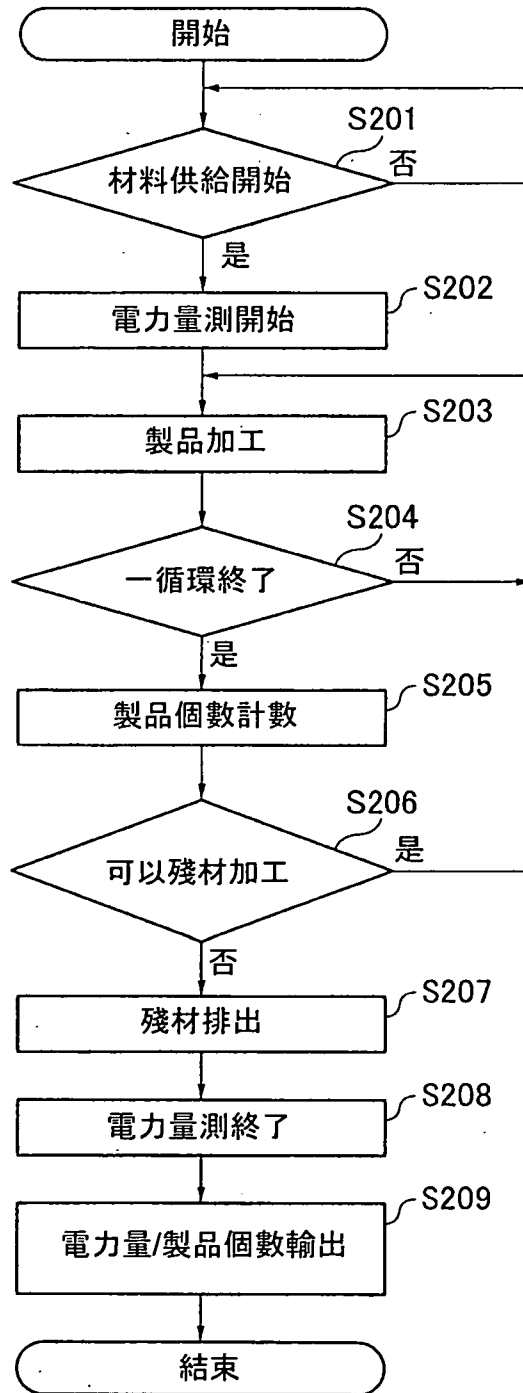 開始
S201
材料供給開始
否
是
S202
電力量測開始
S203
製品加工
S204
一循環終了
否
是
S205
製品個數計數
S206
可以殘材加工
是
否
S207
殘材排出
S208
電力量測終了
S209
電力量/製品個數輸出
結束